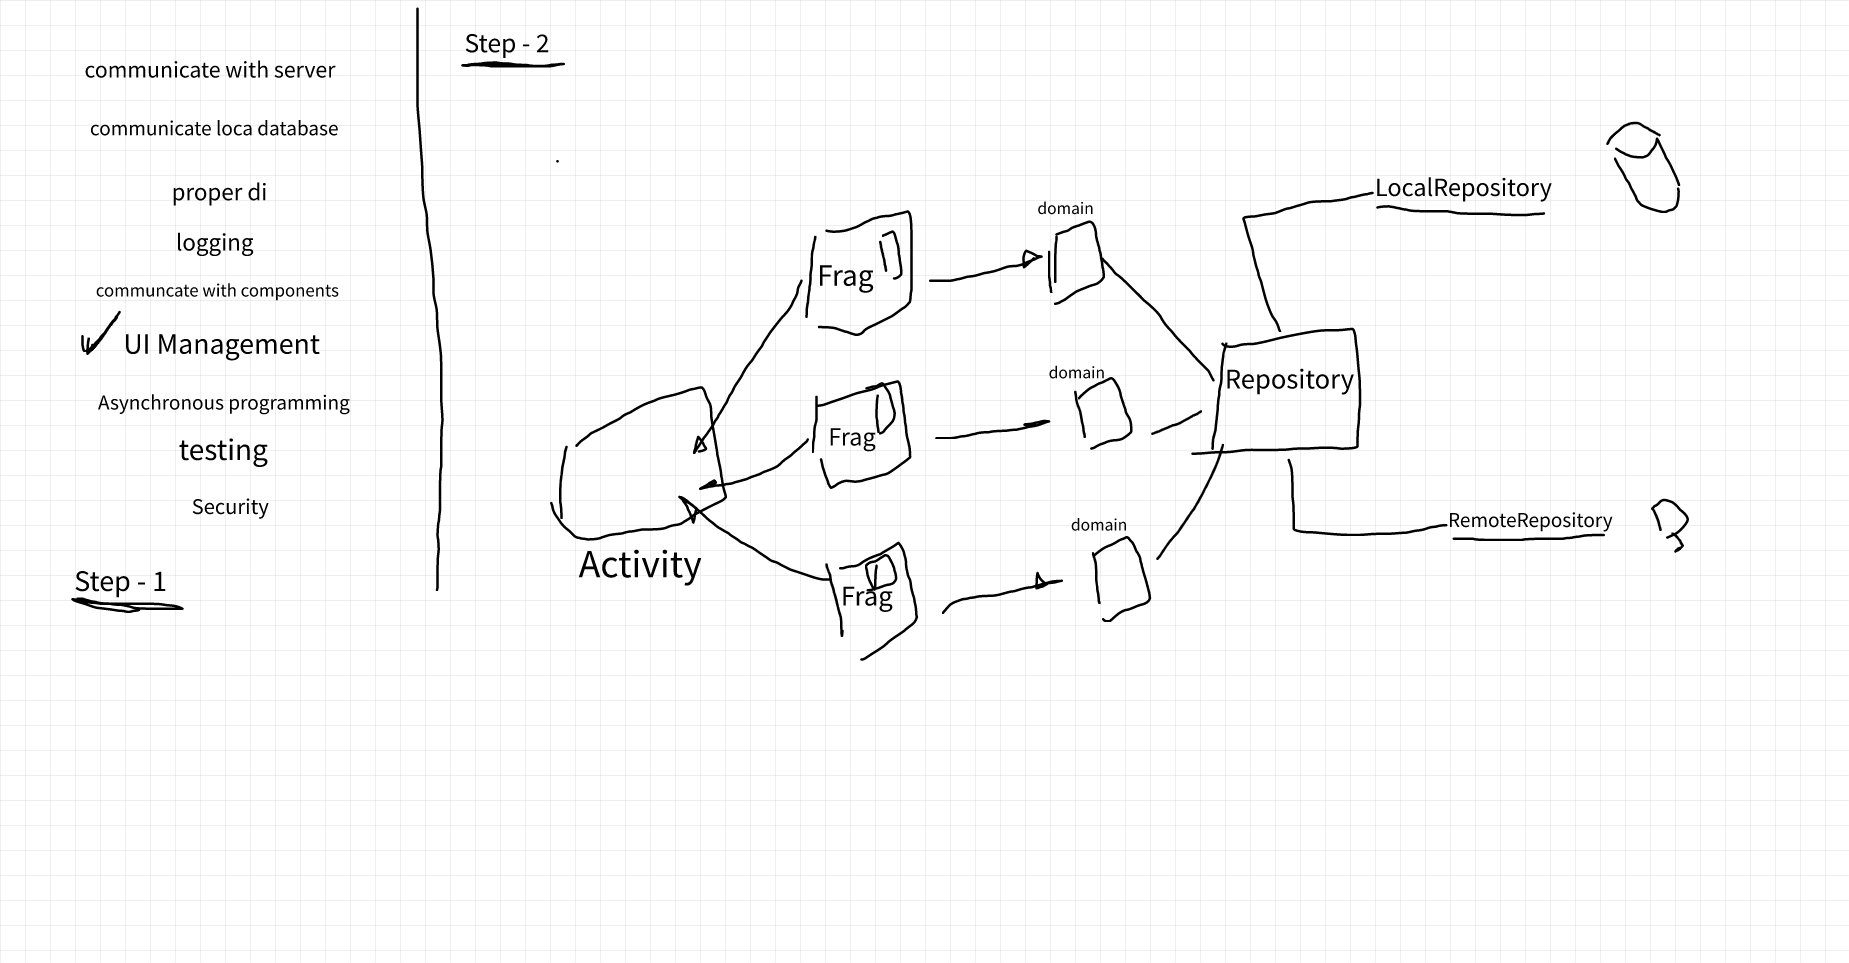 communicate with server
communicate loca database
proper di
logging
communcate with components
UI Management
Asynchronous programming
testing
Security
Step - 1
Step - 2
Frag
Frag
Frag
Activity
domain
domain
domain
Repository
LocalRepository
RemoteRepository